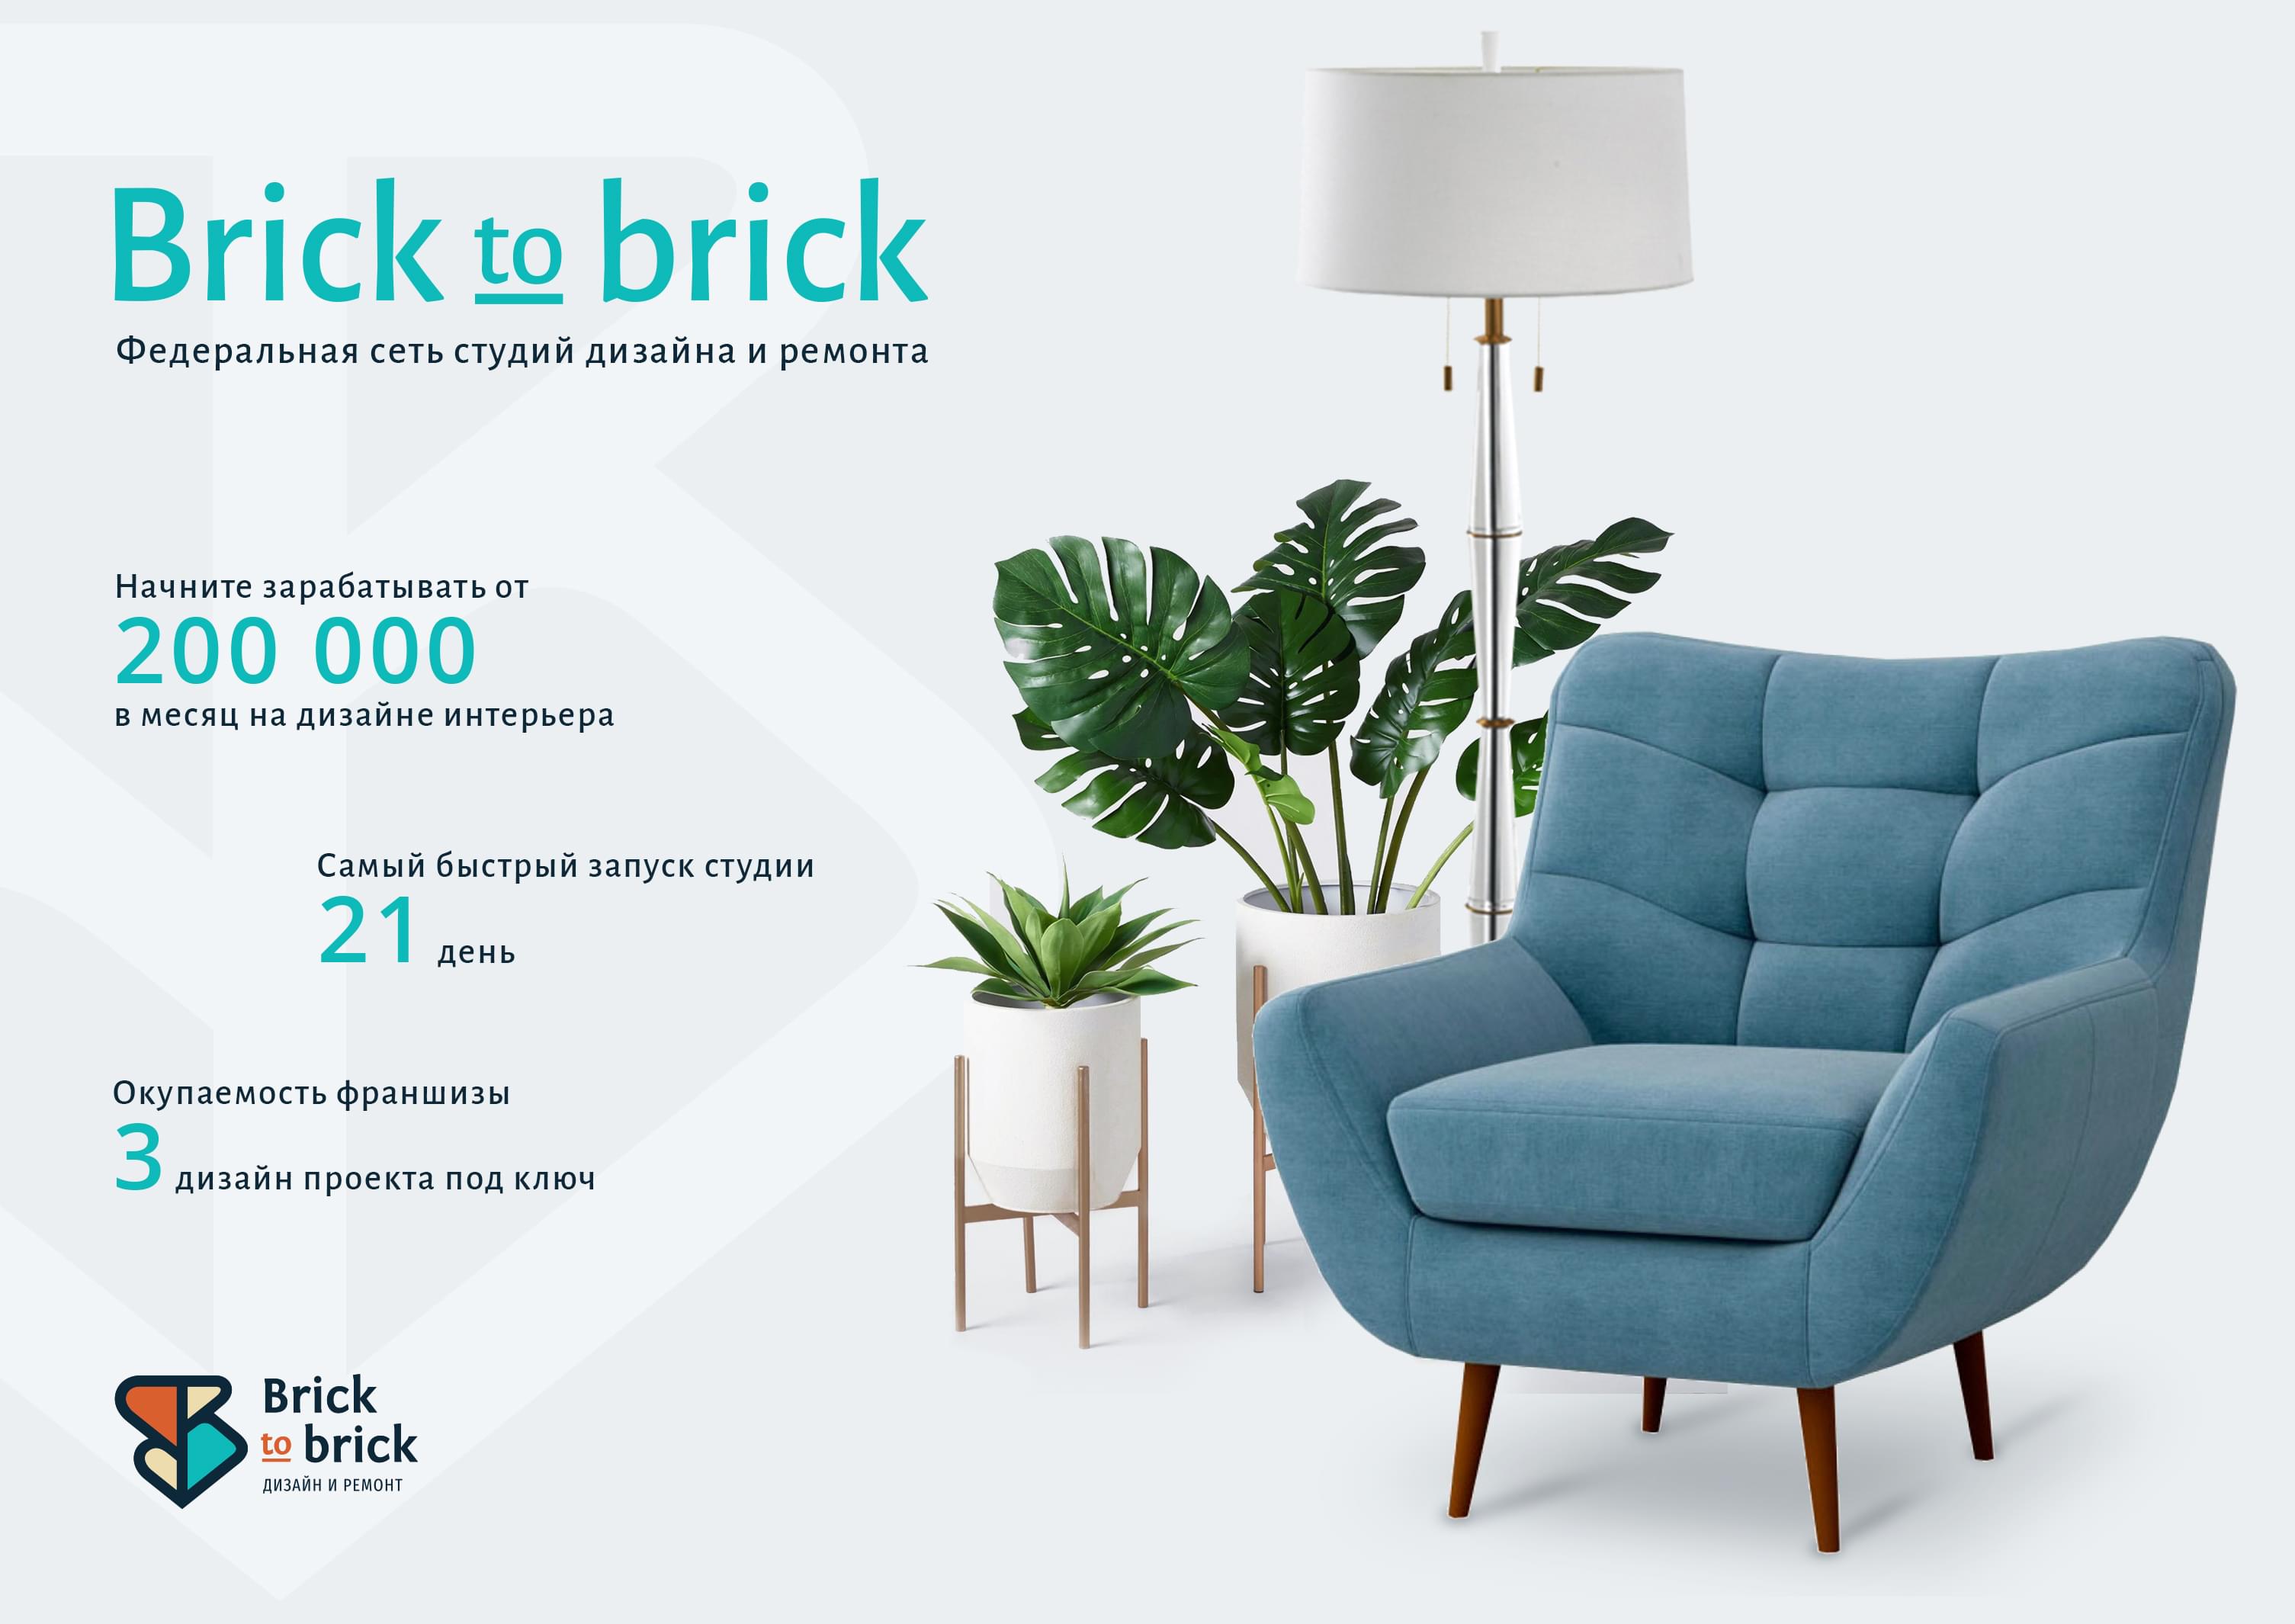 Brick to brick
Федеральная сеть студий дизайна и ремонта
Начните зарабатывать от
200 000
в месяц на дизайне интерьера
Самый быстрый запуск студии
21 день
Окупаемость франшизы
3 дизайн проекта под ключ
Brick
to brick
ДИЗАЙН И РЕМОНТ